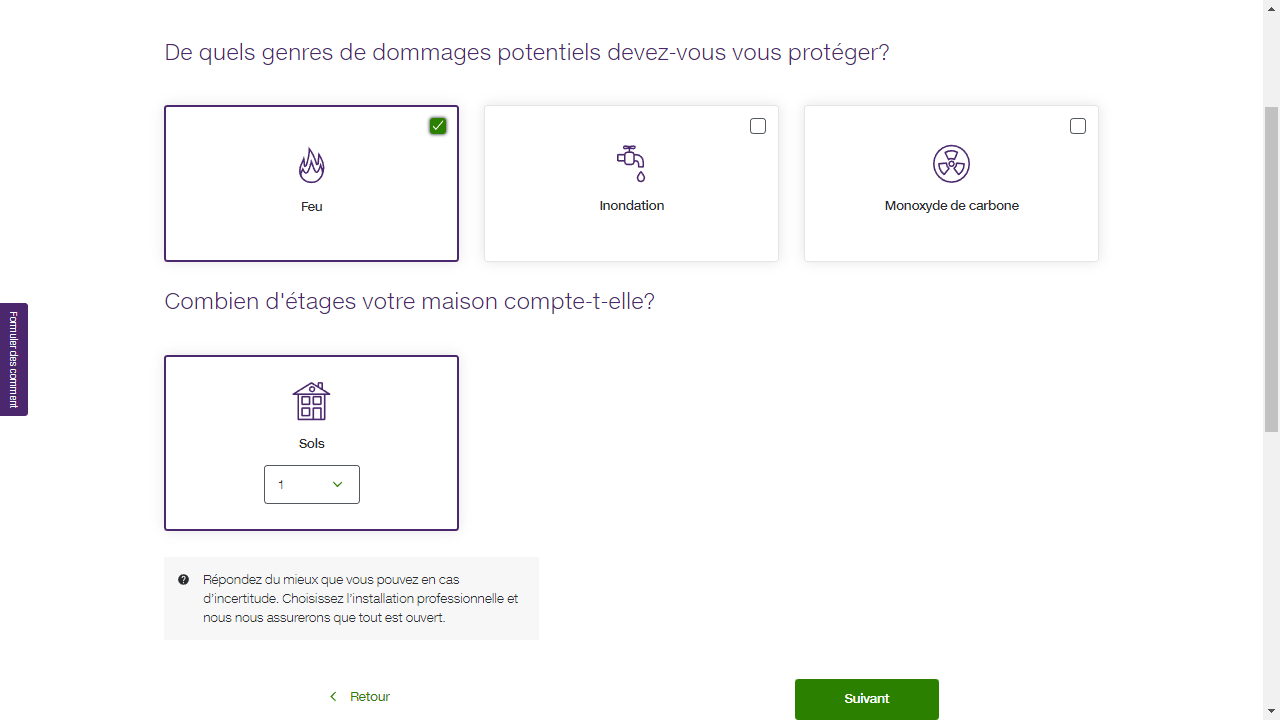 De quels genres de dommages potentiels devez-vous vous protéger?
Feu
Inondation
Monoxyde de carbone
Combien d'étages votre maison compte-t-elle?
Formuler des comment
Sols
1
Répondez du mieux que vous pouvez en cas
d'incertitude. Choisissez l'installation professionnelle et
nous nous assurerons que tout est ouvert.
Retour
Suivant